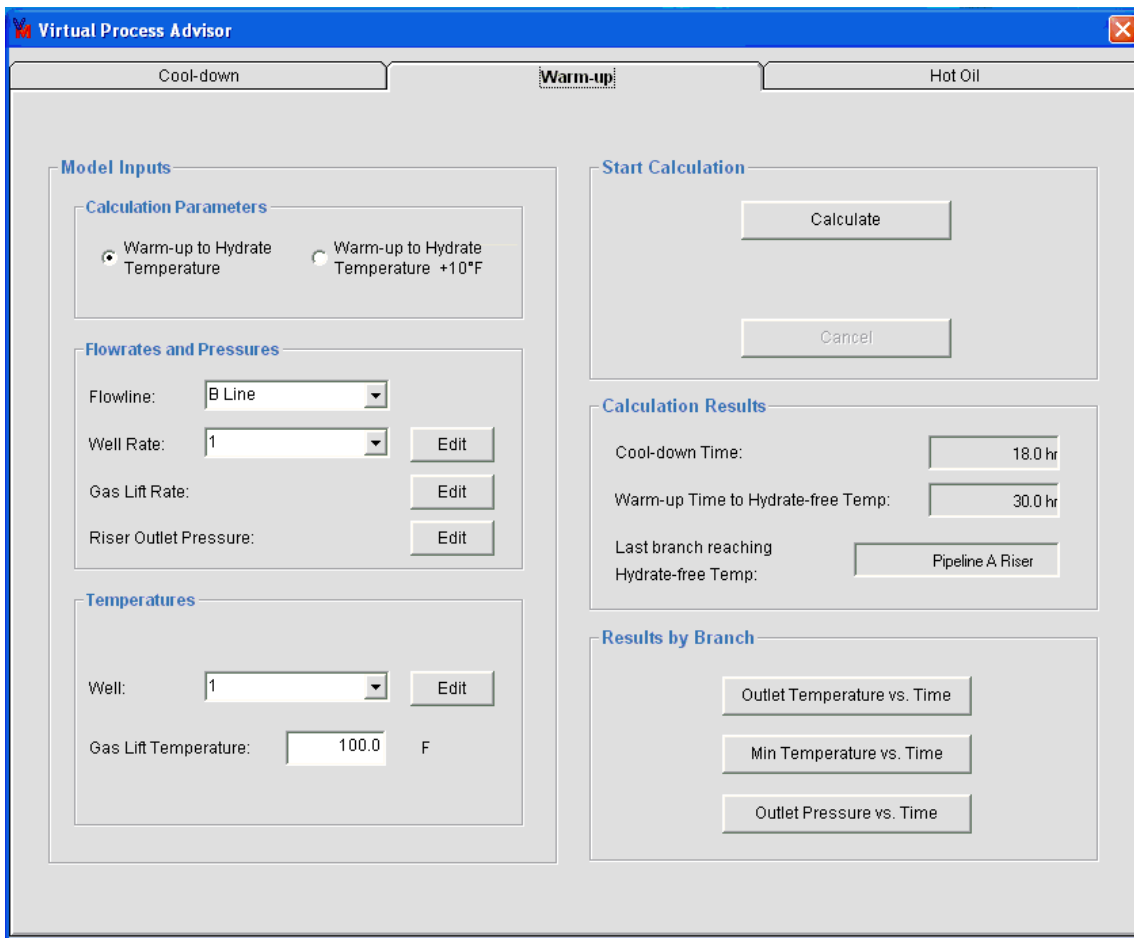 Virtual Process Advisor
Cool-down
Warm-up
Hot Oil
Model Inputs
Calculation Parameters
Warm-up to Hydrate
Temperature
Warm-up to Hydrate
Temperature +10°F
Flowrates and Pressures
Flowline: B Line
Well Rate: 1 Edit
Gas Lift Rate: Edit
Riser Outlet Pressure: Edit
Temperatures
Well: 1 Edit
Gas Lift Temperature: 100.0 F
Start Calculation
Calculate
Cancel
Calculation Results
Cool-down Time: 18.0 hr
Warm-up Time to Hydrate-free Temp: 30.0 hr
Last branch reaching
Hydrate-free Temp:
Pipeline A Riser
Results by Branch
Outlet Temperature vs. Time
Min Temperature vs. Time
Outlet Pressure vs. Time